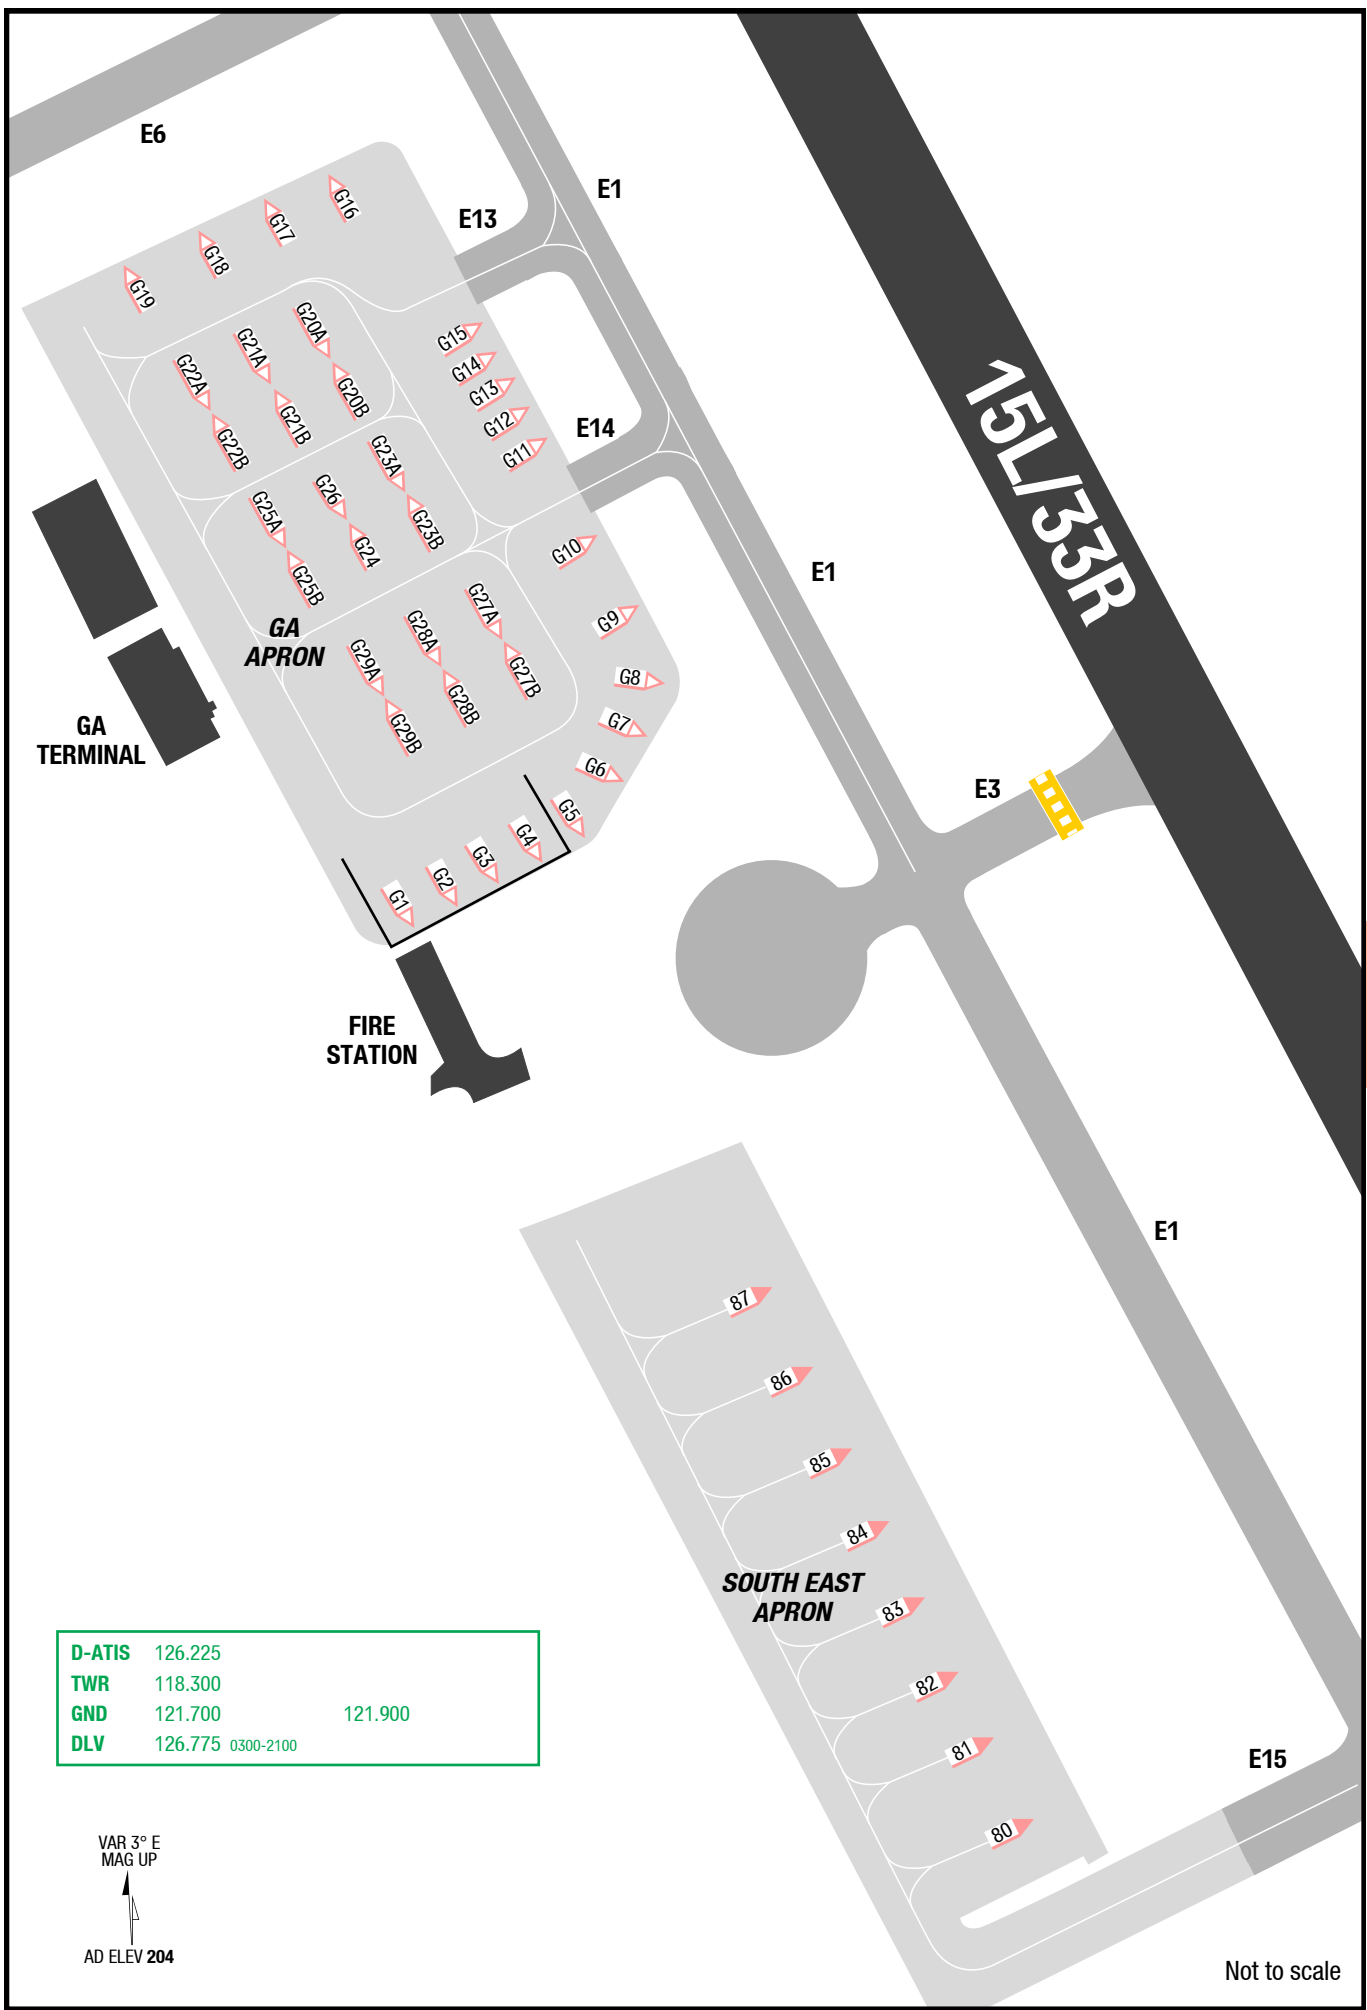 E6
G16
G17
G18
G19
E13
E1
G15
G14
G13
G12
G11
E14
G20A
G21A
G22A
G20B
G21B
G22B
G23A
G26
G25A
G23B
G24
G25B
15L/33R
GA
APRON
G10
G9
G8
G7
G6
G5
E1
G27A
G28A
G29A
G27B
G28B
G29B
GA
TERMINAL
E3
G4
G3
G2
G1
FIRE
STATION
E1
87
86
85
84
SOUTH EAST
APRON
83
82
81
80
D-ATIS 126.225
TWR 118.300
GND 121.700 121.900
DLV 126.775 0300-2100
E15
VAR 3° E
MAG UP
AD ELEV 204
Not to scale